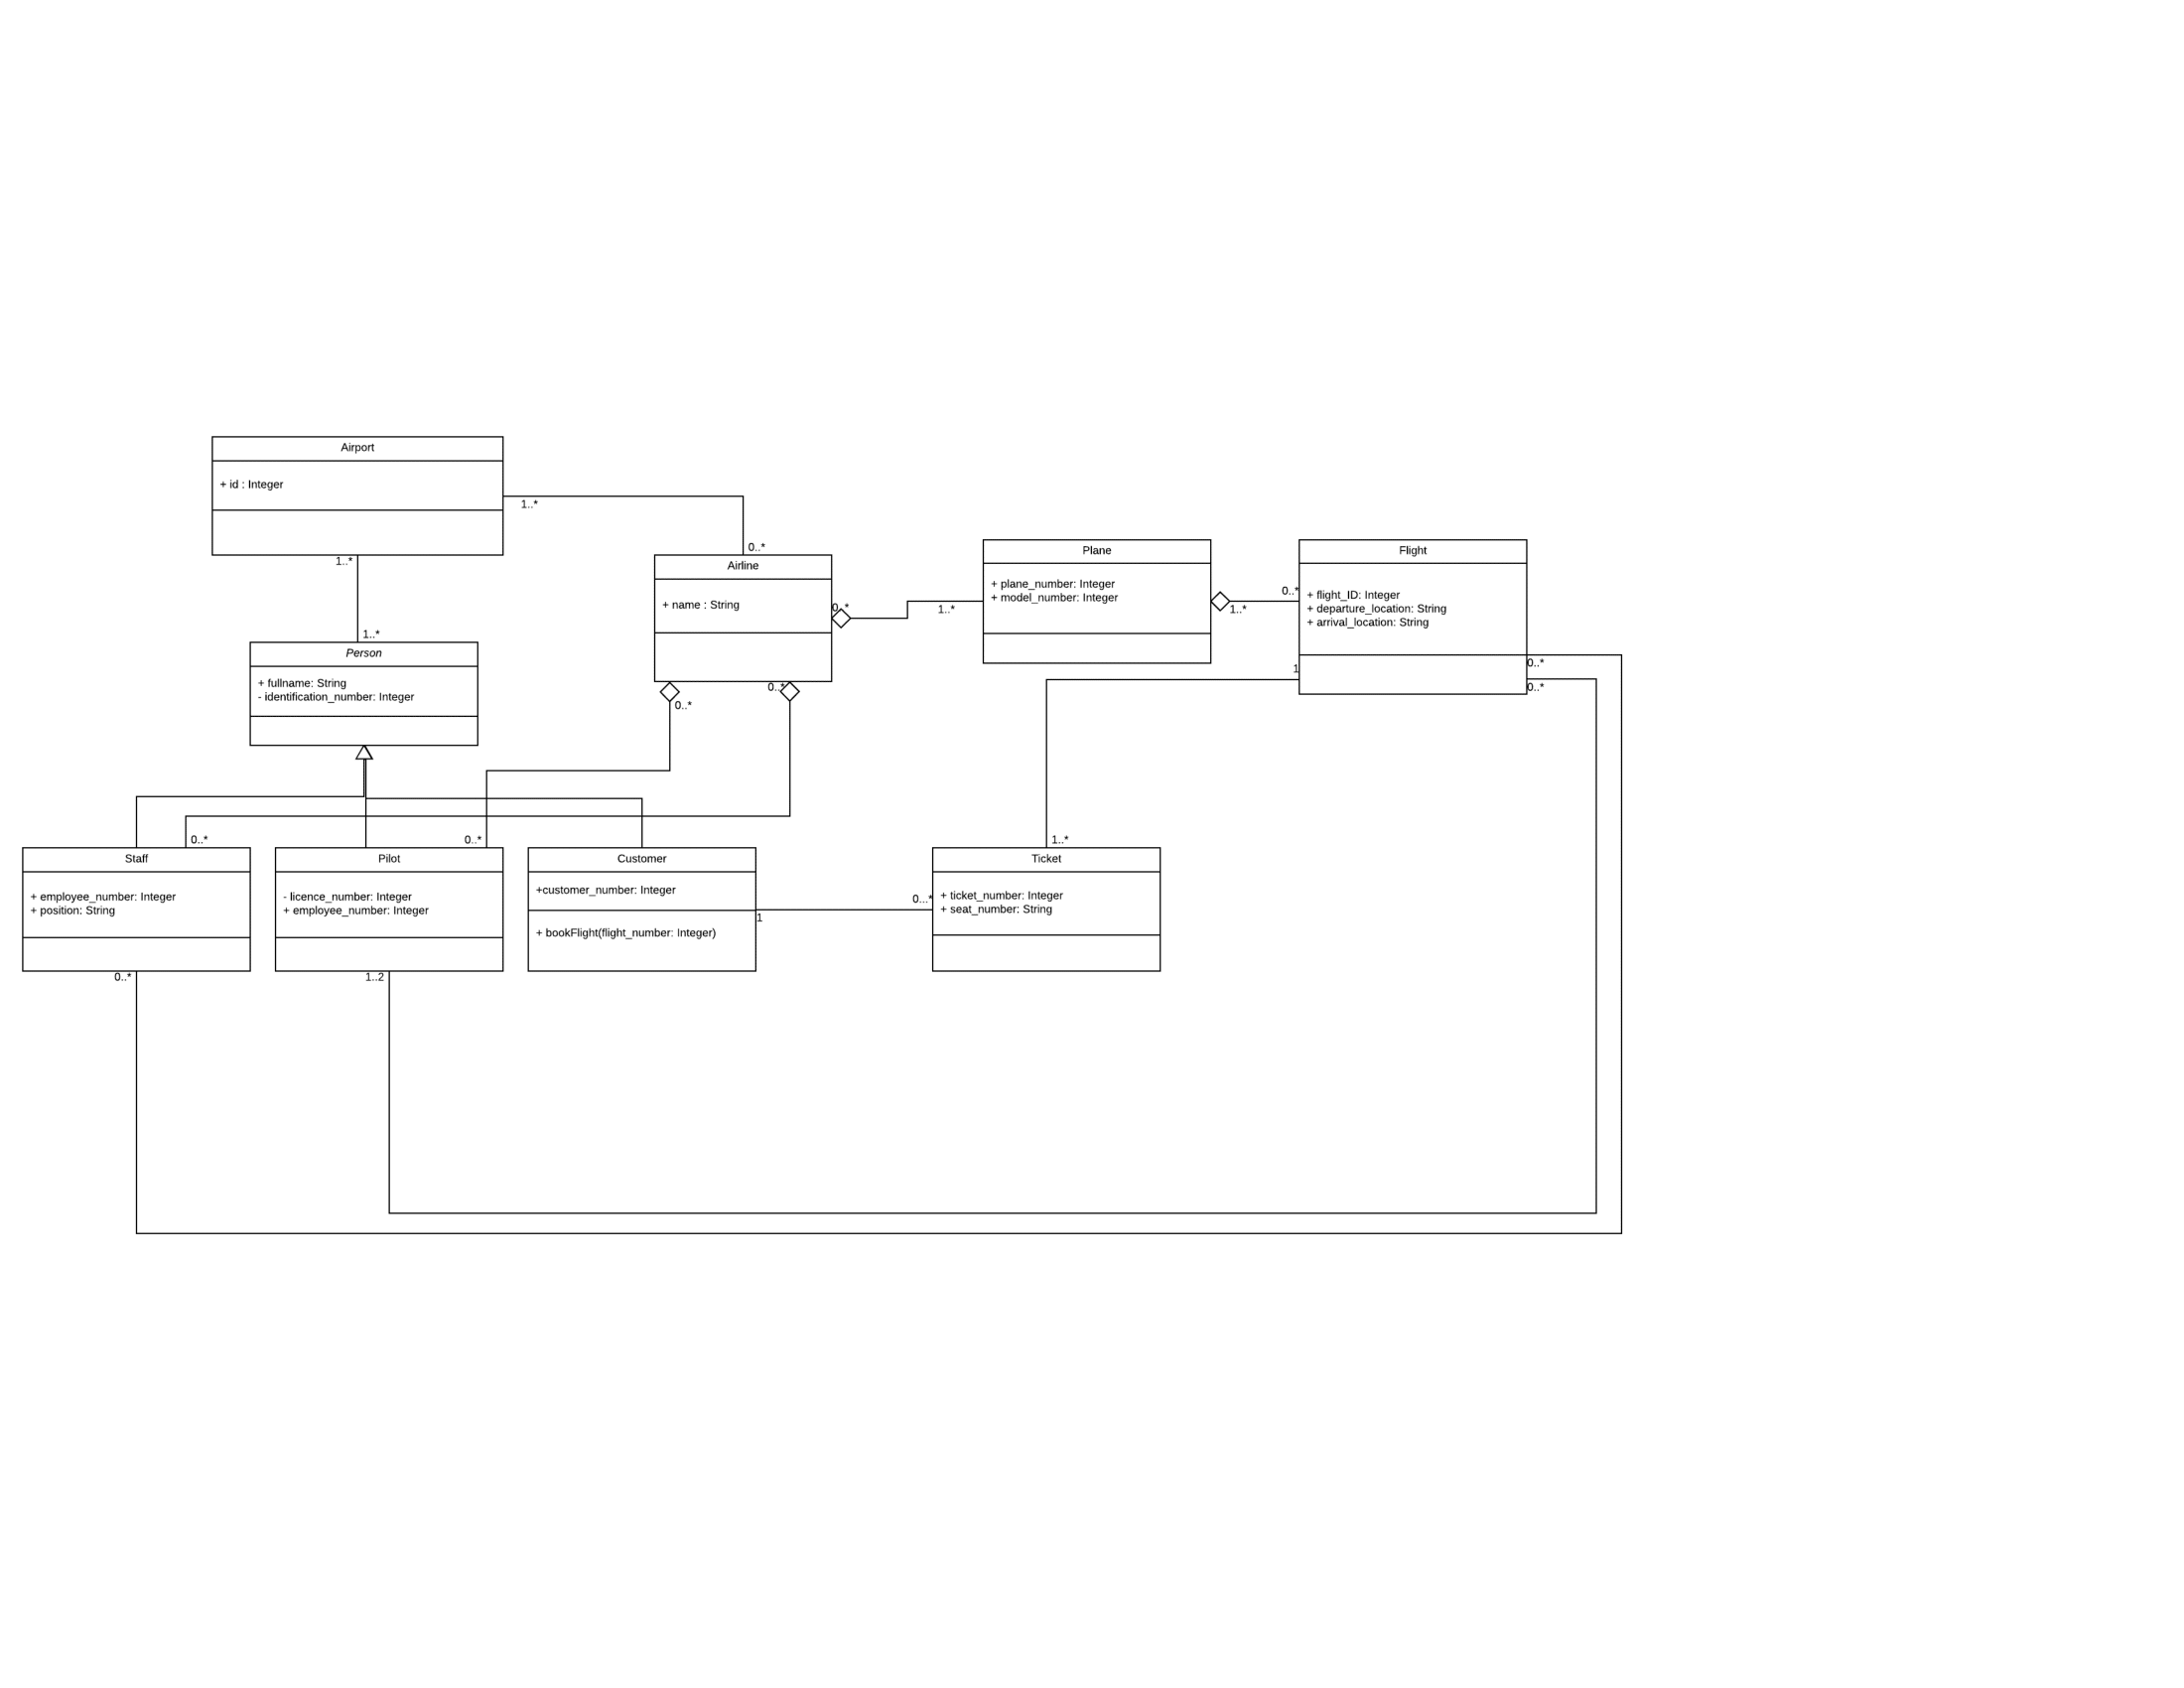 Airport
+ id : Integer
1..*
0..*
1..*
1..*
Person
+ fullname: String
- identification_number: Integer
Airline
+ name : String
0..*
1..*
0..*
0..*
Plane
+ plane_number: Integer
+ model_number: Integer
1..*
0..*
Flight
+ flight_ID: Integer
+ departure_location: String
+ arrival_location: String
1
0..*
0..*
0..*
0..*
1..*
Staff
+ employee_number: Integer
+ position: String
0..*
Pilot
- licence_number: Integer
+ employee_number: Integer
1..2
Customer
+customer_number: Integer
+ bookFlight(flight_number: Integer)
1
0...*
Ticket
+ ticket_number: Integer
+ seat_number: String